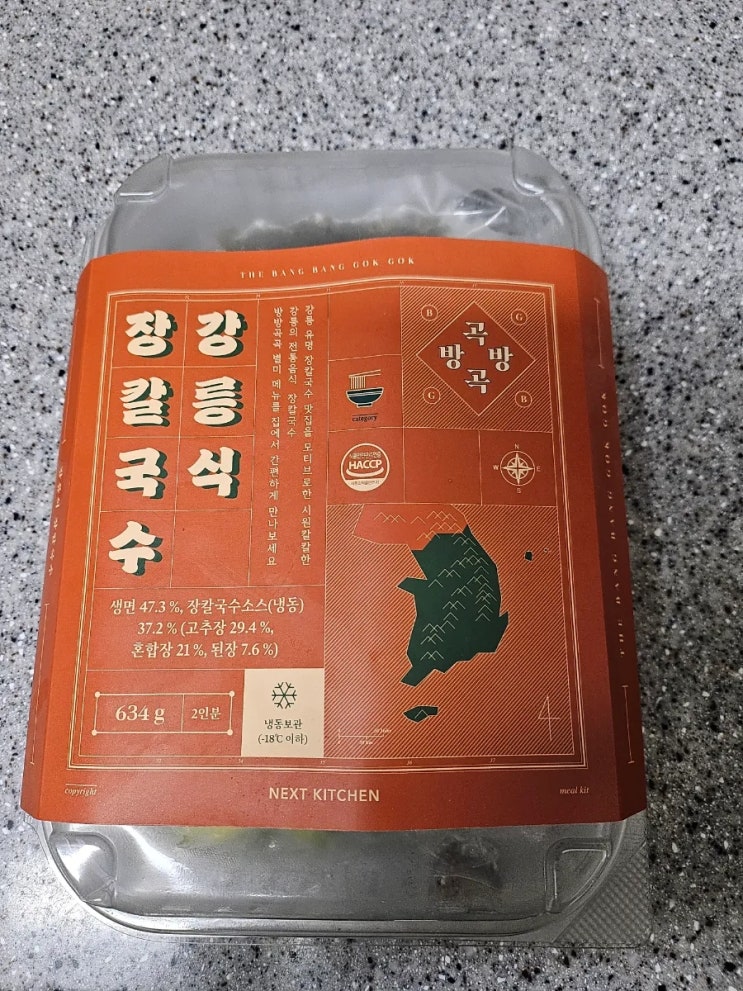 THE BANG BANG GOK GOK
강릉식
장칼국수
강릉 유명 장칼국수 맛집을 모티브로한 시원칼칼한
강릉의 전통음식 장칼국수
방방곡곡 별미 메뉴를 집에서 간편하게 만나보세요
category
HACCP
B
G
G
B
방방곡곡
N
W
E
S
생면 47.3 %, 장칼국수소스(냉동)
37.2 % (고추장 29.4 %,
혼합장 21 %, 된장 7.6 %)
634 g
2인분
냉동보관
(-18℃ 이하)
copyright
NEXT KITCHEN
meal kit
THE BANG BANG GOK GOK